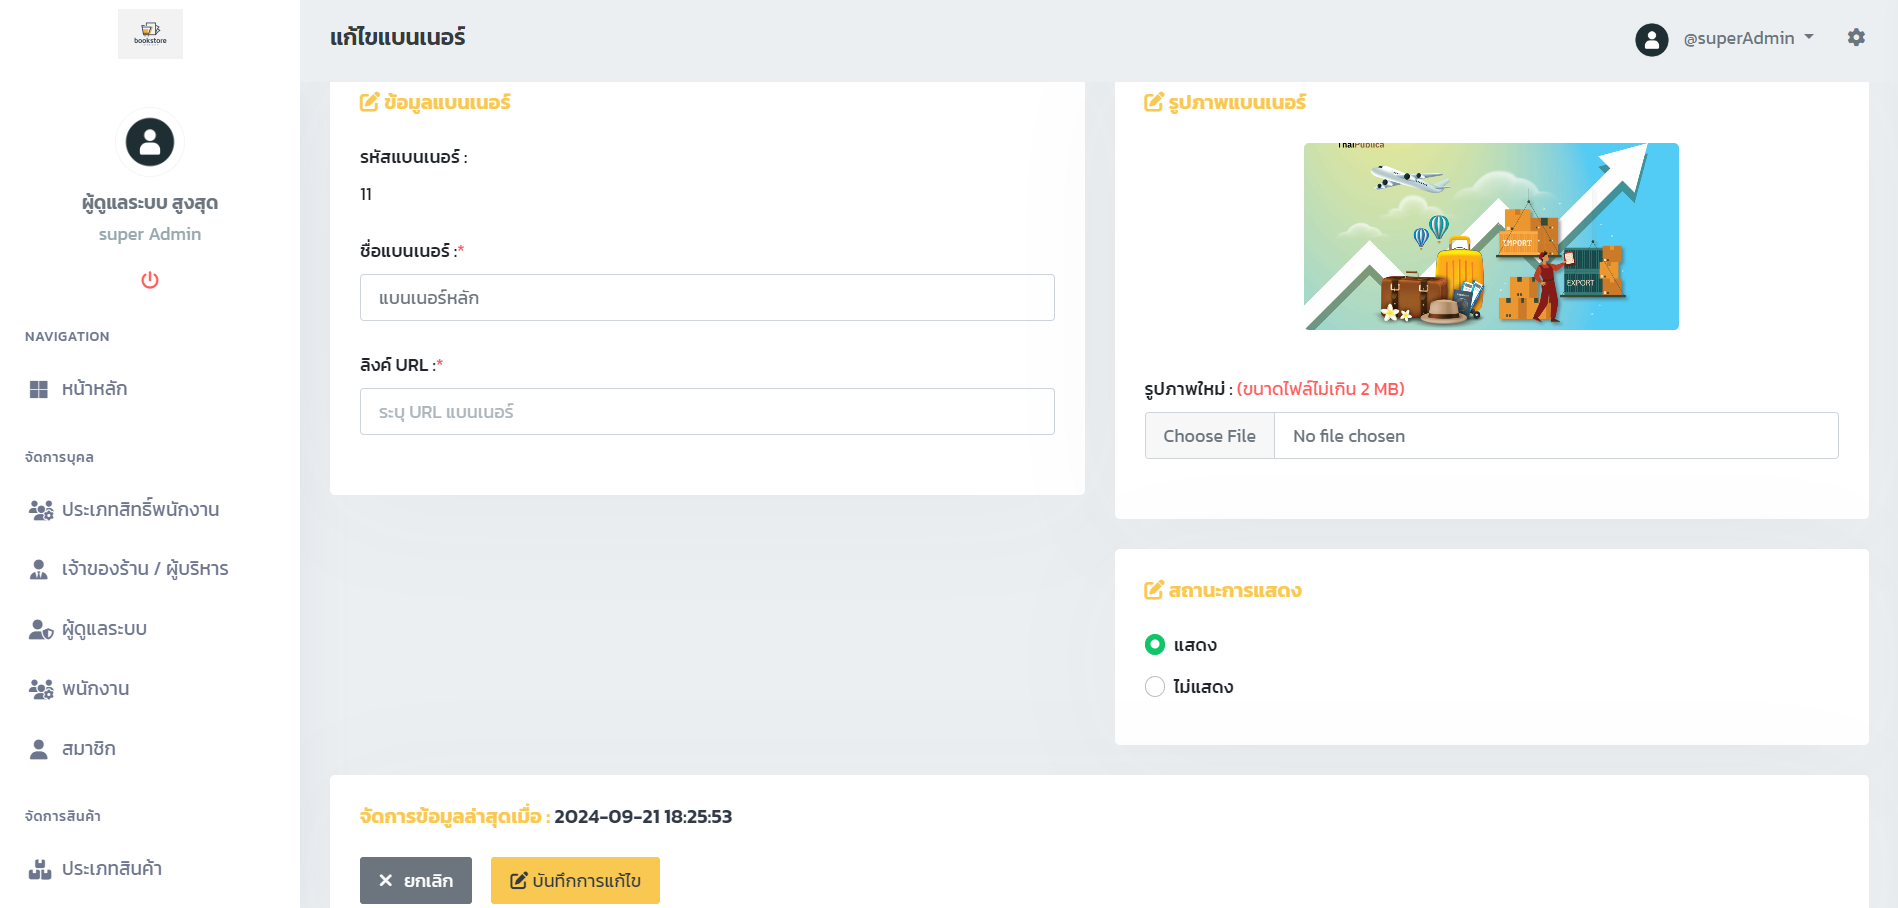 bookstore
ผู้ดูแลระบบ สูงสุด
super Admin
NAVIGATION
หน้าหลัก
จัดการบุคล
ประเภทสิทธิ์พนักงาน
เจ้าของร้าน / ผู้บริหาร
ผู้ดูแลระบบ
พนักงาน
สมาชิก
จัดการสินค้า
ประเภทสินค้า
แก้ไขแบนเนอร์
@superAdmin
ข้อมูลแบนเนอร์
รหัสแบนเนอร์ :
11
ชื่อแบนเนอร์ :*
แบนเนอร์หลัก
ลิงค์ URL :*
ระบุ URL แบนเนอร์
รูปภาพแบนเนอร์
ThaiPublica
IMPORT
EXPORT
รูปภาพใหม่ : (ขนาดไฟล์ไม่เกิน 2 MB)
Choose File No file chosen
สถานะการแสดง
แสดง
ไม่แสดง
จัดการข้อมูลล่าสุดเมื่อ : 2024-09-21 18:25:53
ยกเลิก
บันทึกการแก้ไข